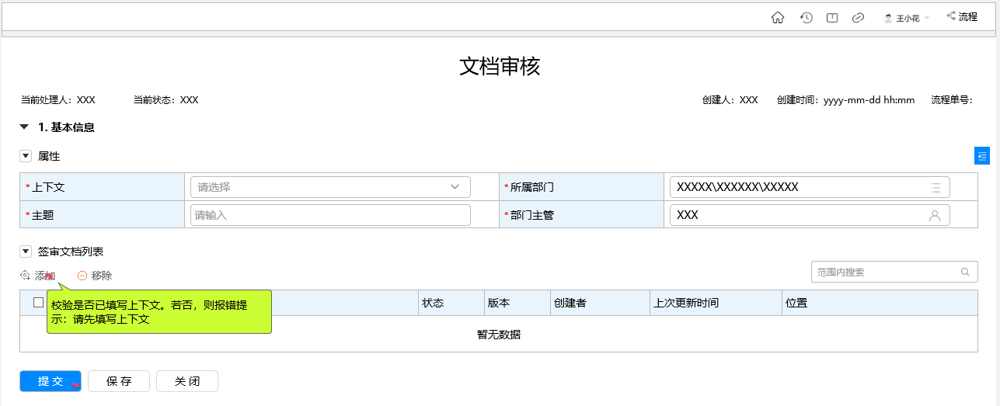 王小花 流程
文档审核
当前处理人：XXX 当前状态：XXX 创建人：XXX 创建时间：yyyy-mm-dd hh:mm 流程单号：
1. 基本信息
属性
*上下文 请选择 *所属部门 XXXXX\XXXXXX\XXXXX
*主题 请输入 *部门主管 XXX
签审文档列表
添加 移除 范围内搜索
状态 版本 创建者 上次更新时间 位置
校验是否已填写上下文。若否，则报错提
示：请先填写上下文
暂无数据
提 交 保 存 关 闭